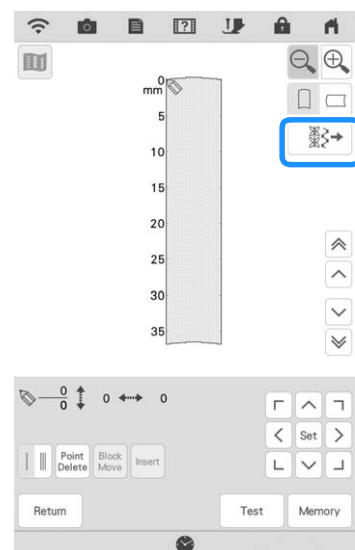 0
mm
5
10
15
20
25
30
35
0
0
0
0
Point Delete
Block Move
Insert
Set
Return
Test
Memory